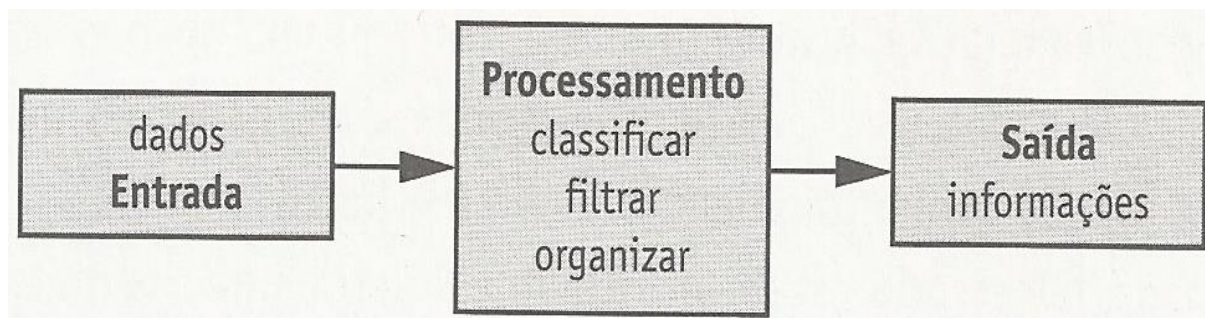 dados
Entrada
Processamento
classificar
filtrar
organizar
Saída
informações